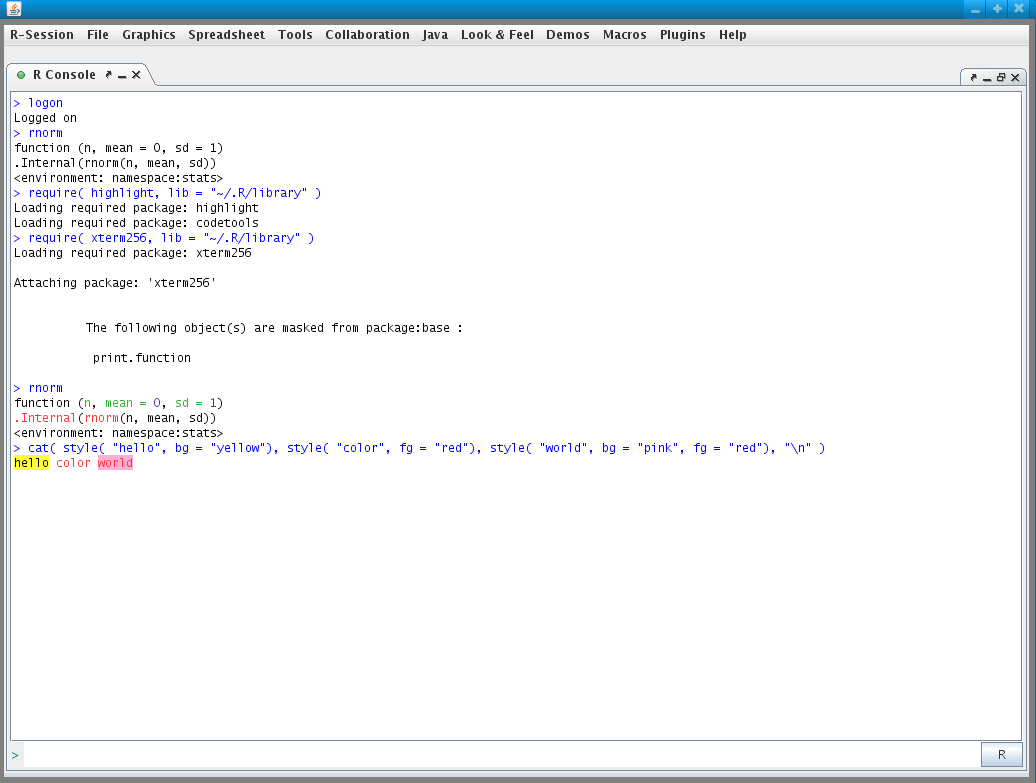 R-Session File Graphics Spreadsheet Tools Collaboration Java Look & Feel Demos Macros Plugins Help
R Console
> logon
Logged on
> rnorm
function (n, mean = 0, sd = 1)
.Internal(rnorm(n, mean, sd))
<environment: namespace:stats>
> require( highlight, lib = "~/.R/library" )
Loading required package: highlight
Loading required package: codetools
> require( xterm256, lib = "~/.R/library" )
Loading required package: xterm256
Attaching package: 'xterm256'
The following object(s) are masked from package:base :
print.function
> rnorm
function (n, mean = 0, sd = 1)
.Internal(rnorm(n, mean, sd))
<environment: namespace:stats>
> cat( style( "hello", bg = "yellow"), style( "color", fg = "red"), style( "world", bg = "pink", fg = "red"), "\n" )
hello color world
>
R